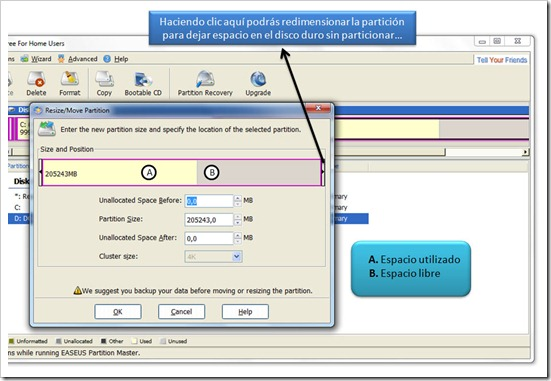 Haciendo clic aquí podrás redimensionar la partición
para dejar espacio en el disco duro sin particionar...
ree For Home Users
ns Wizard Advanced Help
Tell Your Friends
Delete Format Copy Bootable CD Partition Recovery Upgrade
Resize/Move Partition
Enter the new partition size and specify the location of the selected partition.
Size and Position
205243MB
A B
Unallocated Space Before: 0,0 MB
Partition Size: 205243,0 MB
Unallocated Space After: 0,0 MB
Cluster size: 4K
We suggest you backup your data before moving or resizing the partition.
OK Cancel Help
A. Espacio utilizado
B. Espacio libre
Unformatted Unallocated Other Used Unused
ns while running EASEUS Partition Master.